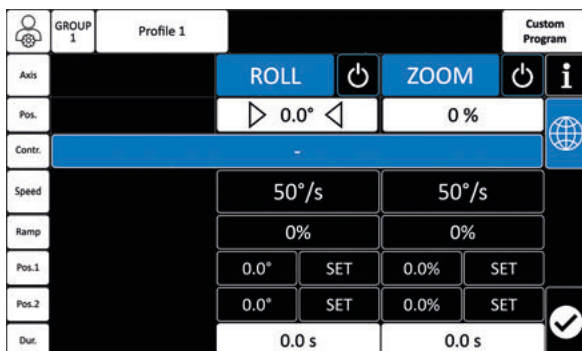 GROUP
1
Profile 1
Custom
Program
Axis
ROLL
ZOOM
i
Pos.
0.0°
0 %
Contr.
-
Speed
50°/s
50°/s
Ramp
0%
0%
Pos.1
0.0°
SET
0.0%
SET
Pos.2
0.0°
SET
0.0%
SET
Dur.
0.0 s
0.0 s